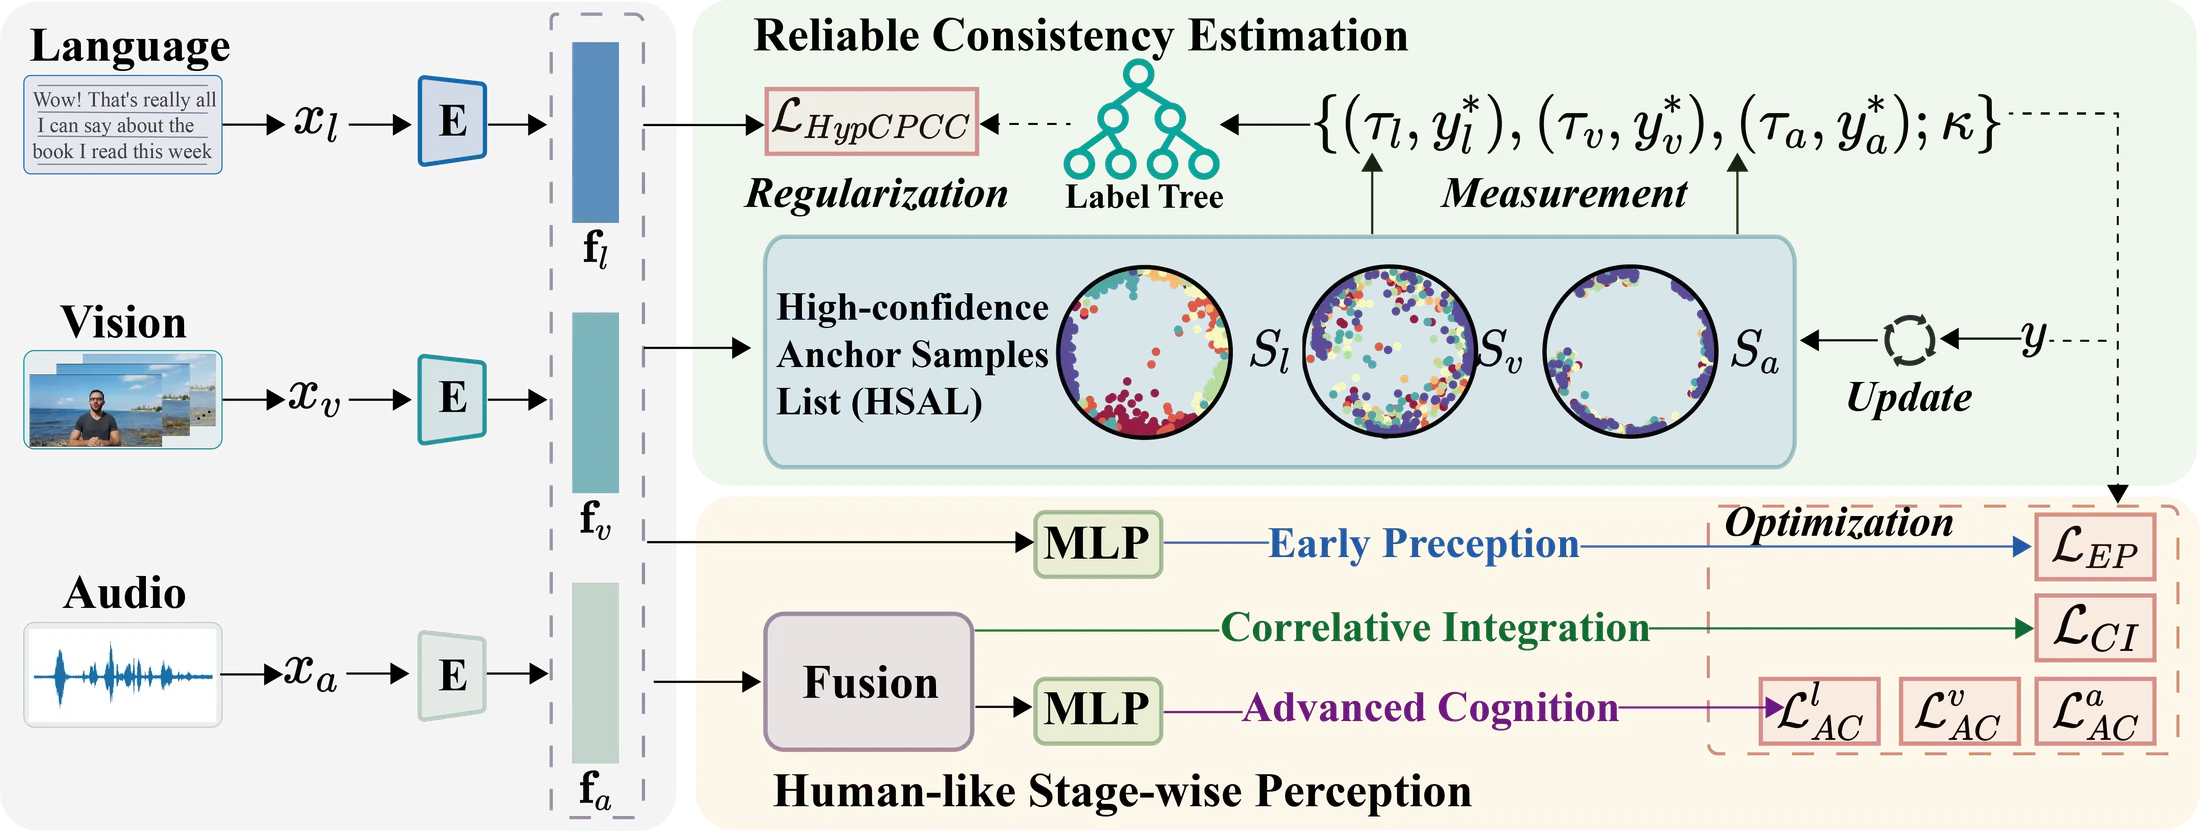 Language
Wow! That's really all
I can say about the
book I read this week
x_l
E
f_l
Vision
x_v
E
f_v
Audio
x_a
E
f_a
Reliable Consistency Estimation
ℒ_HypCPCC
Regularization
Label Tree
{(τ_l, y_l^*), (τ_v, y_v^*), (τ_a, y_a^*); κ}
Measurement
High-confidence
Anchor Samples
List (HSAL)
S_l
S_v
S_a
y
Update
MLP
Early Preception
Optimization
ℒ_EP
Fusion
Correlative Integration
ℒ_CI
MLP
Advanced Cognition
ℒ_AC^l
ℒ_AC^v
ℒ_AC^a
Human-like Stage-wise Perception